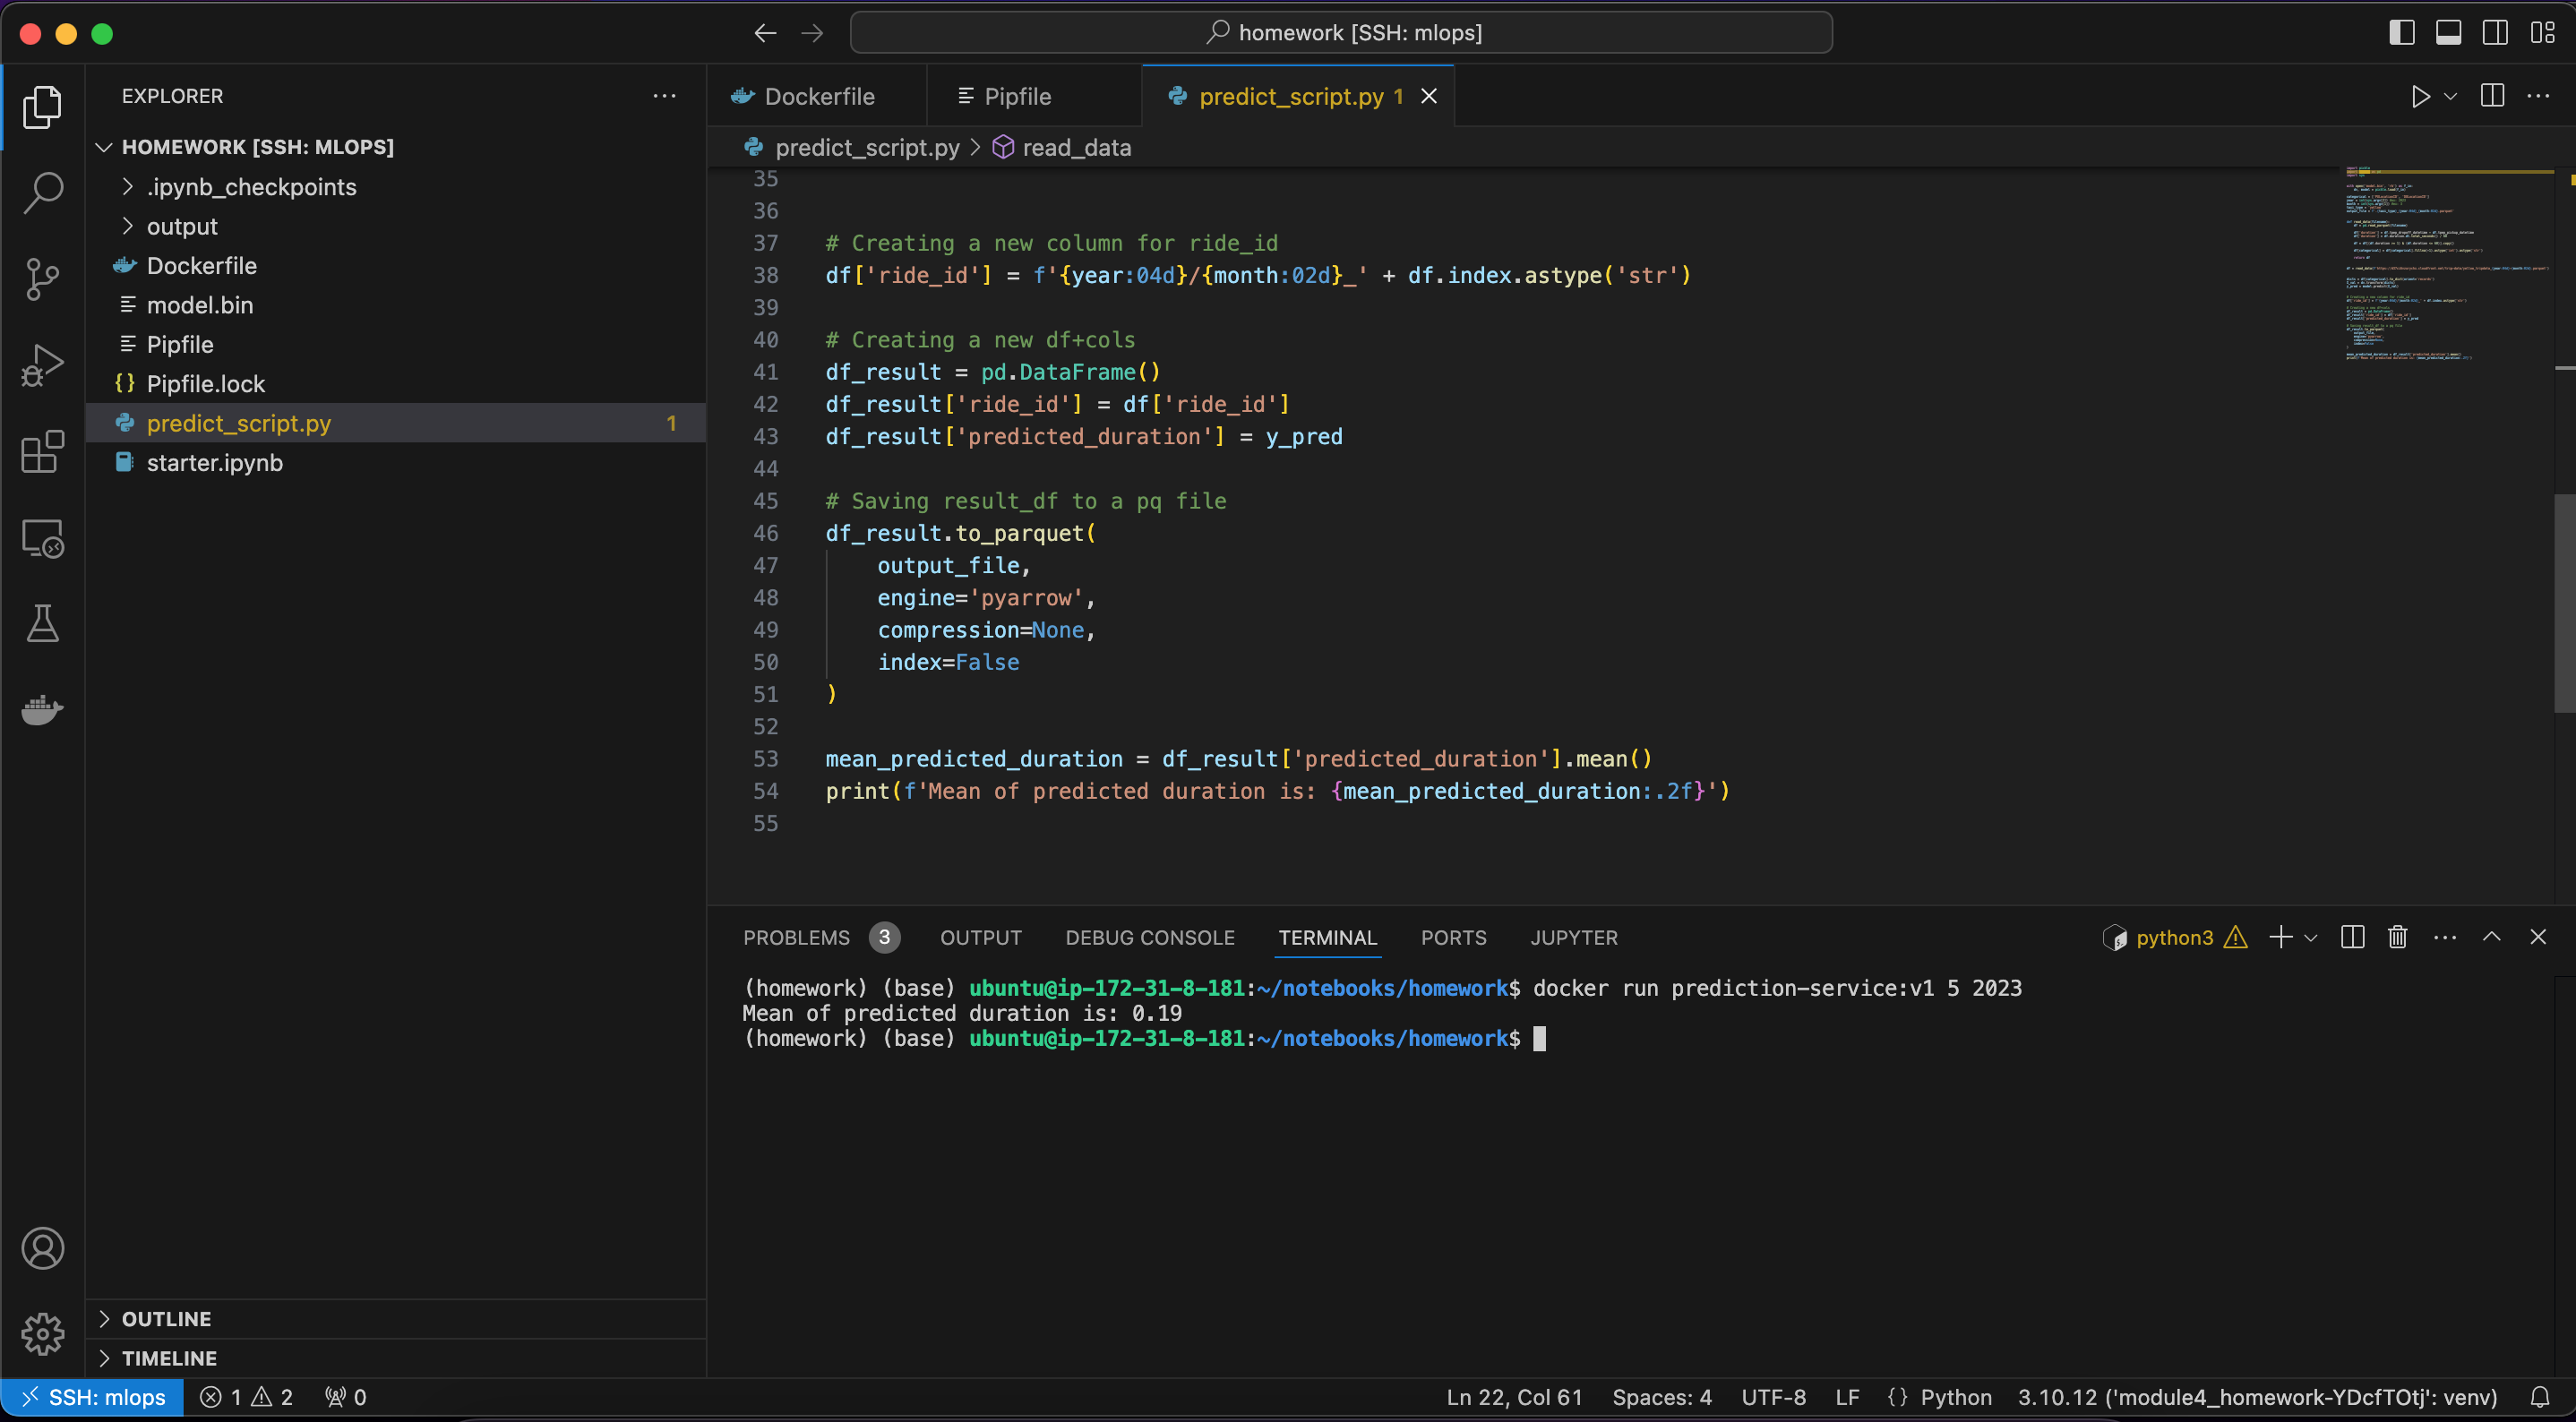 homework [SSH: mlops]
EXPLORER
HOMEWORK [SSH: MLOPS]
.ipynb_checkpoints
output
Dockerfile
model.bin
Pipfile
Pipfile.lock
predict_script.py 1
starter.ipynb
OUTLINE
TIMELINE
Dockerfile
Pipfile
predict_script.py 1
predict_script.py > read_data
35
36
37 # Creating a new column for ride_id
38 df['ride_id'] = f'{year:04d}/{month:02d}_' + df.index.astype('str')
39
40 # Creating a new df+cols
41 df_result = pd.DataFrame()
42 df_result['ride_id'] = df['ride_id']
43 df_result['predicted_duration'] = y_pred
44
45 # Saving result_df to a pq file
46 df_result.to_parquet(
47 output_file,
48 engine='pyarrow',
49 compression=None,
50 index=False
51 )
52
53 mean_predicted_duration = df_result['predicted_duration'].mean()
54 print(f'Mean of predicted duration is: {mean_predicted_duration:.2f}')
55
PROBLEMS 3 OUTPUT DEBUG CONSOLE TERMINAL PORTS JUPYTER
python3
(homework) (base) ubuntu@ip-172-31-8-181:~/notebooks/homework$ docker run prediction-service:v1 5 2023
Mean of predicted duration is: 0.19
(homework) (base) ubuntu@ip-172-31-8-181:~/notebooks/homework$
SSH: mlops 1 2 0
Ln 22, Col 61 Spaces: 4 UTF-8 LF {} Python 3.10.12 ('module4_homework-YDcfTOtj': venv)